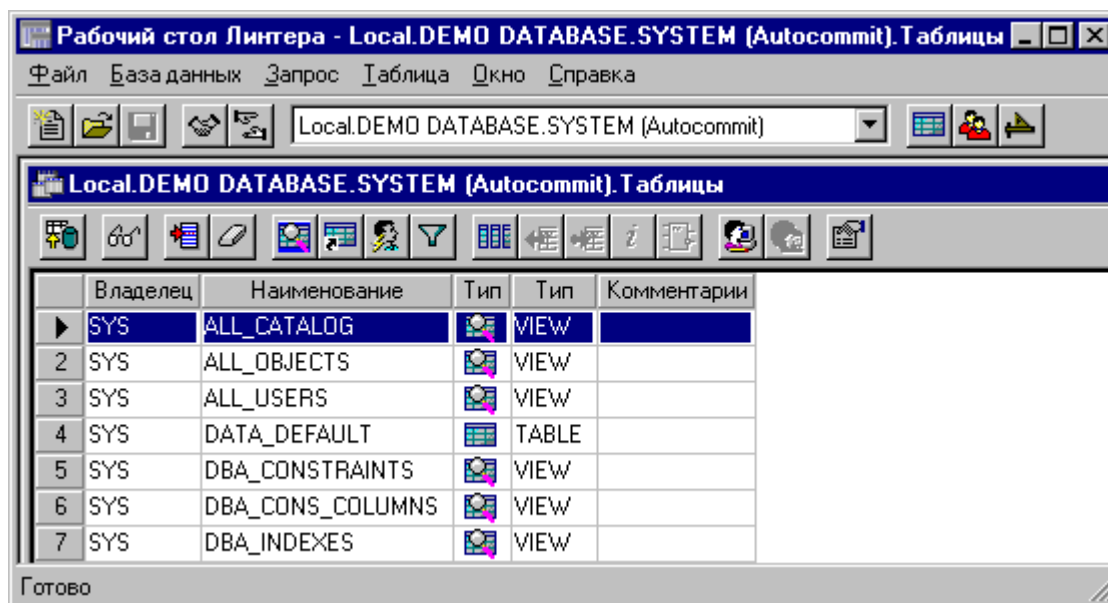 Рабочий стол Линтера - Local.DEMO DATABASE.SYSTEM (Autocommit).Таблицы
Файл База данных Запрос Таблица Окно Справка
Local.DEMO DATABASE.SYSTEM (Autocommit)
Local.DEMO DATABASE.SYSTEM (Autocommit).Таблицы
Владелец Наименование Тип Тип Комментарии
SYS ALL_CATALOG VIEW
2 SYS ALL_OBJECTS VIEW
3 SYS ALL_USERS VIEW
4 SYS DATA_DEFAULT TABLE
5 SYS DBA_CONSTRAINTS VIEW
6 SYS DBA_CONS_COLUMNS VIEW
7 SYS DBA_INDEXES VIEW
Готово